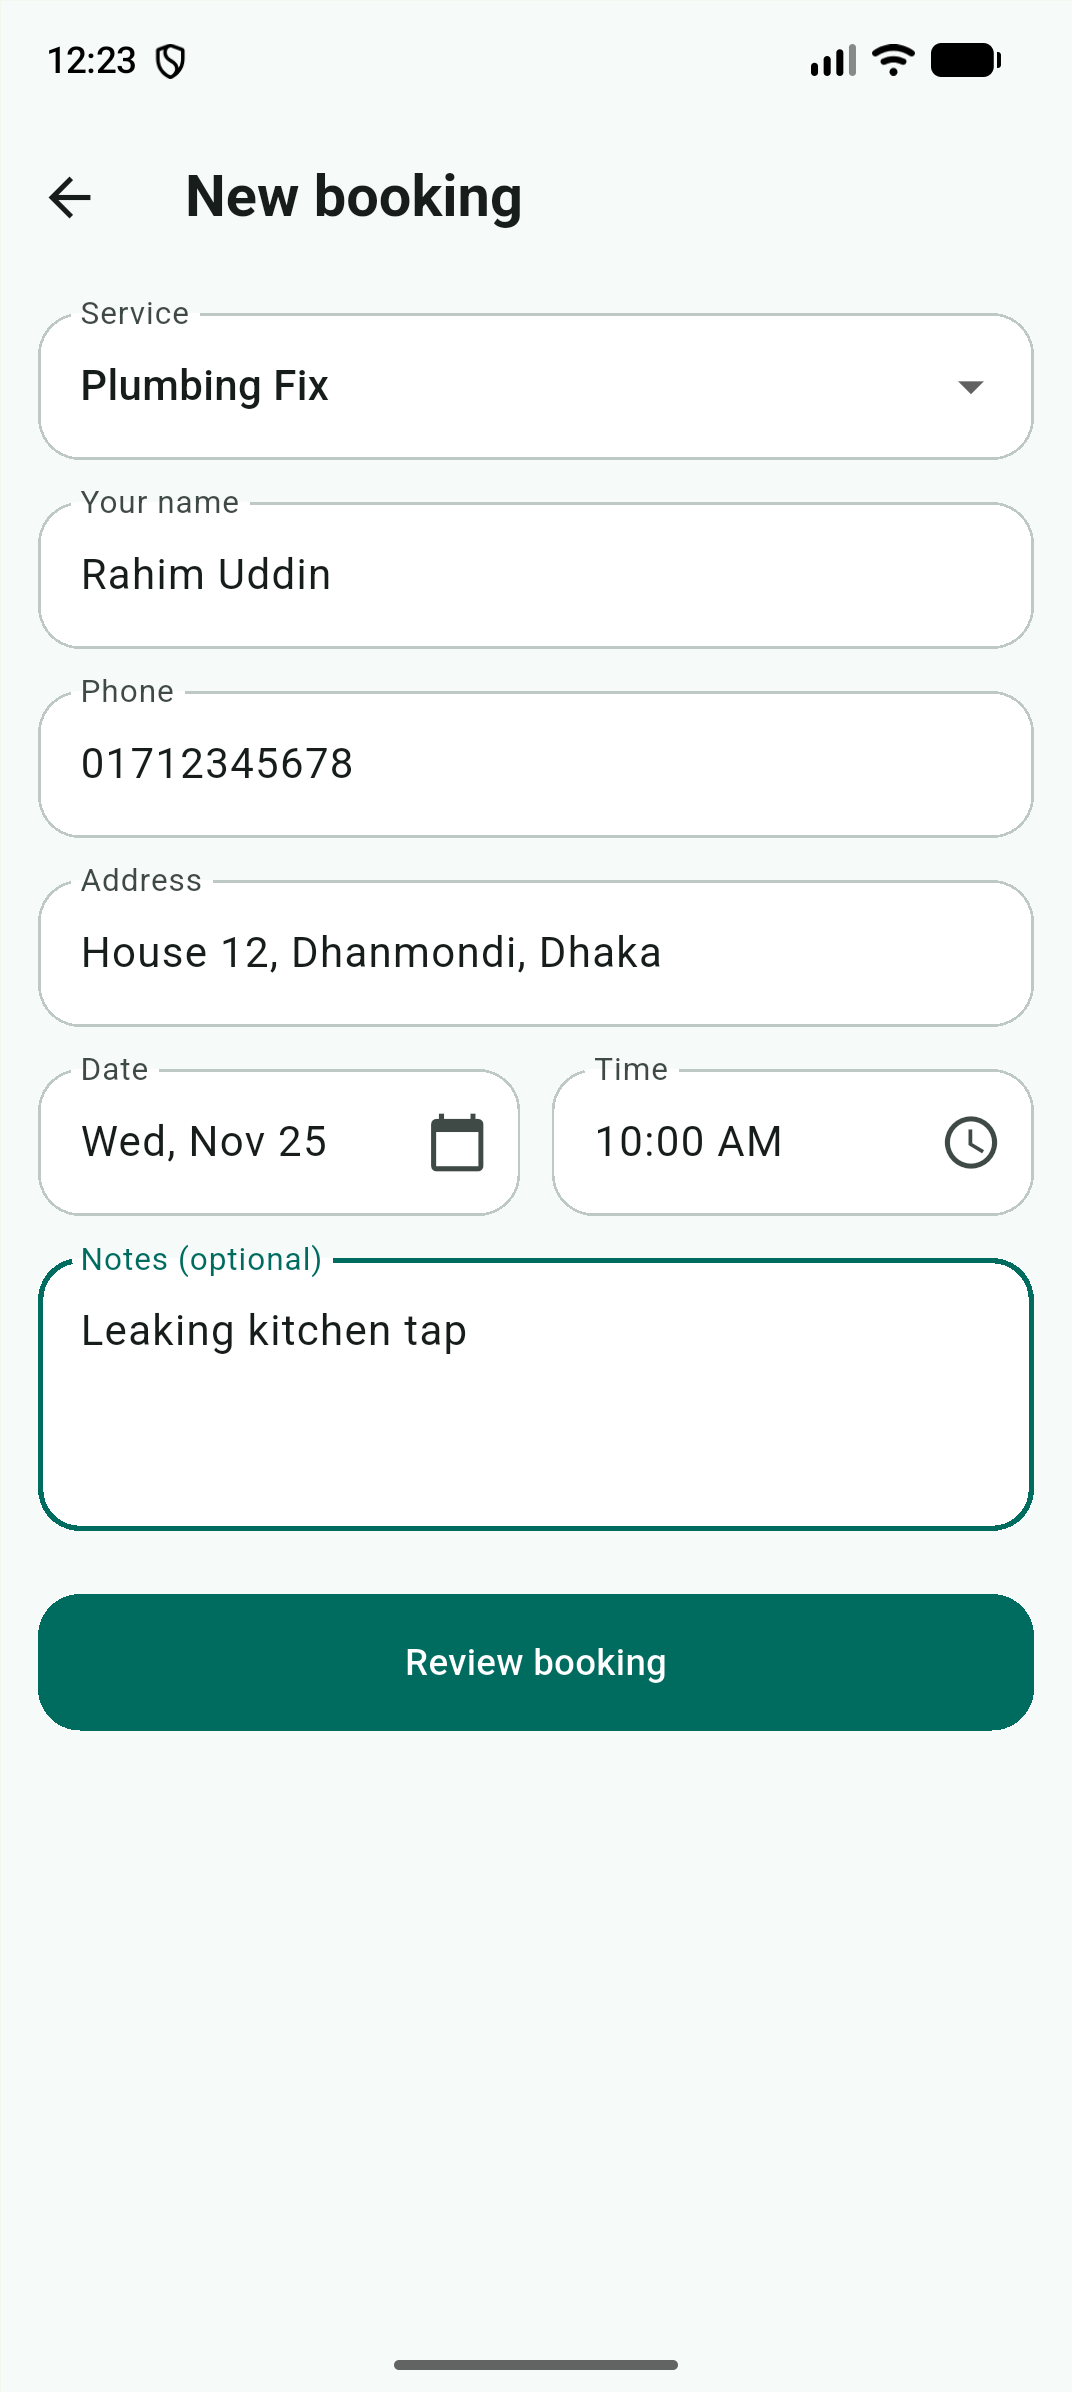 12:23
New booking
Service
Plumbing Fix
Your name
Rahim Uddin
Phone
01712345678
Address
House 12, Dhanmondi, Dhaka
Date
Wed, Nov 25
Time
10:00 AM
Notes (optional)
Leaking kitchen tap
Review booking